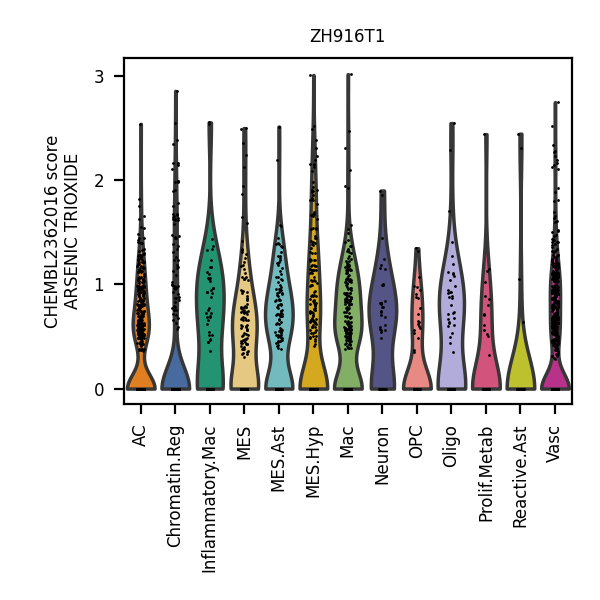 ZH916T1
CHEMBL2362016 score
ARSENIC TRIOXIDE
3
2
1
0
AC
Chromatin.Reg
Inflammatory.Mac
MES
MES.Ast
MES.Hyp
Mac
Neuron
OPC
Oligo
Prolif.Metab
Reactive.Ast
Vasc